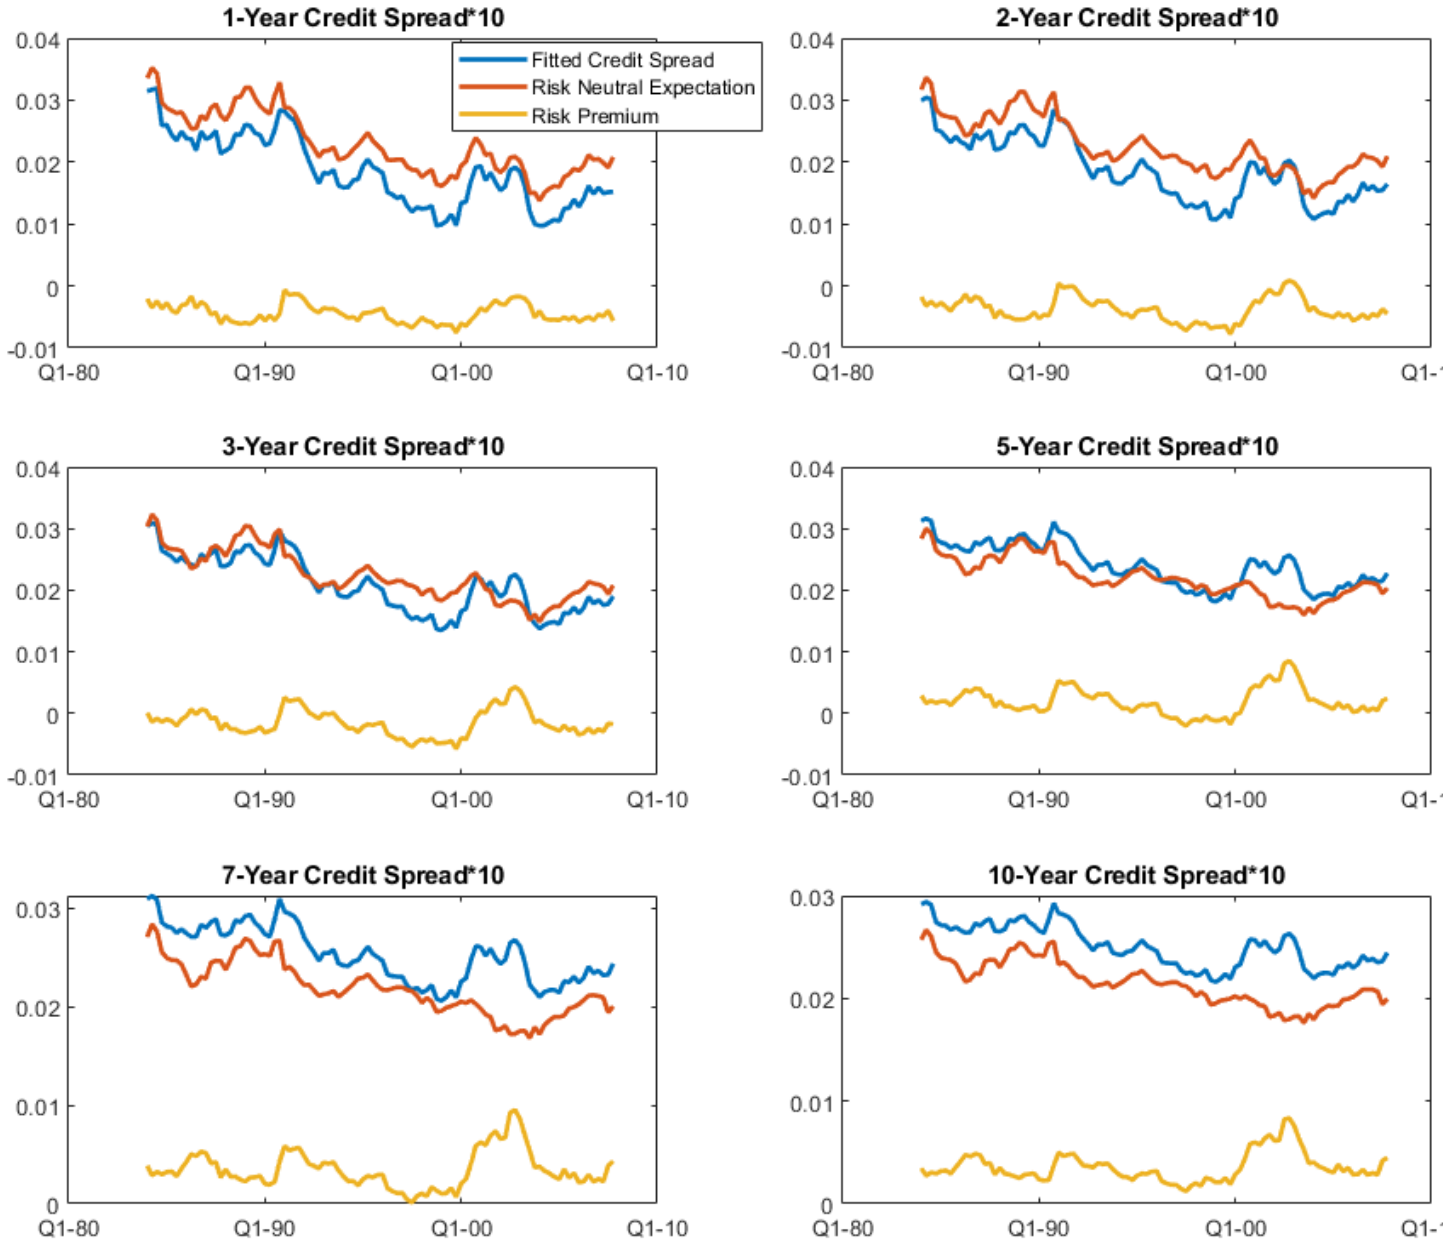 1-Year Credit Spread*10
0.04
0.03
0.02
0.01
0
-0.01
Q1-80 Q1-90 Q1-00 Q1-10
Fitted Credit Spread
Risk Neutral Expectation
Risk Premium
2-Year Credit Spread*10
0.04
0.03
0.02
0.01
0
-0.01
Q1-80 Q1-90 Q1-00 Q1-
3-Year Credit Spread*10
0.04
0.03
0.02
0.01
0
-0.01
Q1-80 Q1-90 Q1-00 Q1-10
5-Year Credit Spread*10
0.04
0.03
0.02
0.01
0
-0.01
Q1-80 Q1-90 Q1-00 Q1-
7-Year Credit Spread*10
0.03
0.02
0.01
0
Q1-80 Q1-90 Q1-00 Q1-10
10-Year Credit Spread*10
0.03
0.02
0.01
0
Q1-80 Q1-90 Q1-00 Q1-